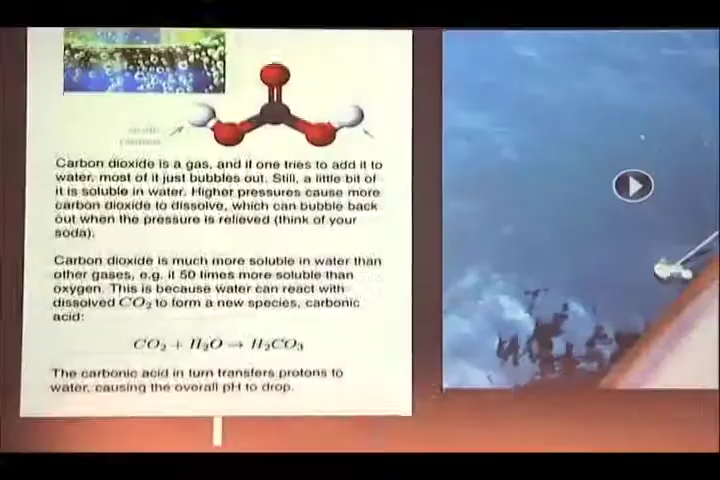 Carbon dioxide is a gas, and if one tries to add it to
water, most of it just bubbles out. Still, a little bit of
it is soluble in water. Higher pressures cause more
carbon dioxide to dissolve, which can bubble back
out when the pressure is relieved (think of your
soda).
Carbon dioxide is much more soluble in water than
other gases, e.g. it 50 times more soluble than
oxygen. This is because water can react with
dissolved CO₂ to form a new species, carbonic
acid:
CO₂ + H₂O → H₂CO₃
The carbonic acid in turn transfers protons to
water, causing the overall pH to drop.